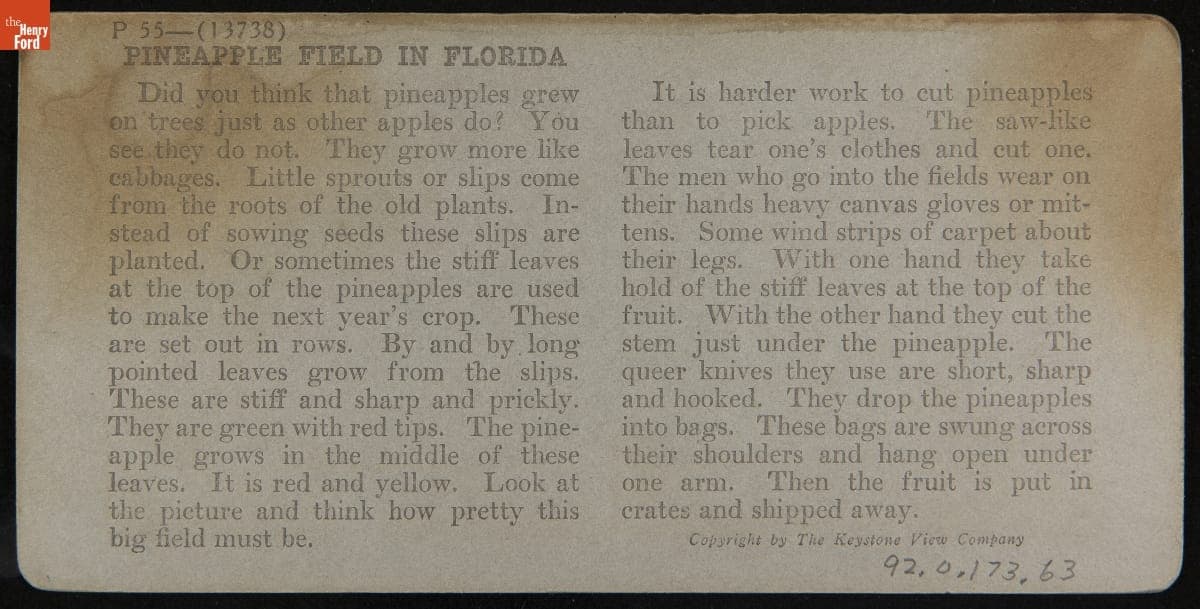 the
Henry
Ford
P 55—(13738)
PINEAPPLE FIELD IN FLORIDA
Did you think that pineapples grew
on trees just as other apples do? You
see they do not. They grow more like
cabbages. Little sprouts or slips come
from the roots of the old plants. In-
stead of sowing seeds these slips are
planted. Or sometimes the stiff leaves
at the top of the pineapples are used
to make the next year's crop. These
are set out in rows. By and by long
pointed leaves grow from the slips.
These are stiff and sharp and prickly.
They are green with red tips. The pine-
apple grows in the middle of these
leaves. It is red and yellow. Look at
the picture and think how pretty this
big field must be.
It is harder work to cut pineapples
than to pick apples. The saw-like
leaves tear one's clothes and cut one.
The men who go into the fields wear on
their hands heavy canvas gloves or mit-
tens. Some wind strips of carpet about
their legs. With one hand they take
hold of the stiff leaves at the top of the
fruit. With the other hand they cut the
stem just under the pineapple. The
queer knives they use are short, sharp
and hooked. They drop the pineapples
into bags. These bags are swung across
their shoulders and hang open under
one arm. Then the fruit is put in
crates and shipped away.
Copyright by The Keystone View Company
92.0.173.63